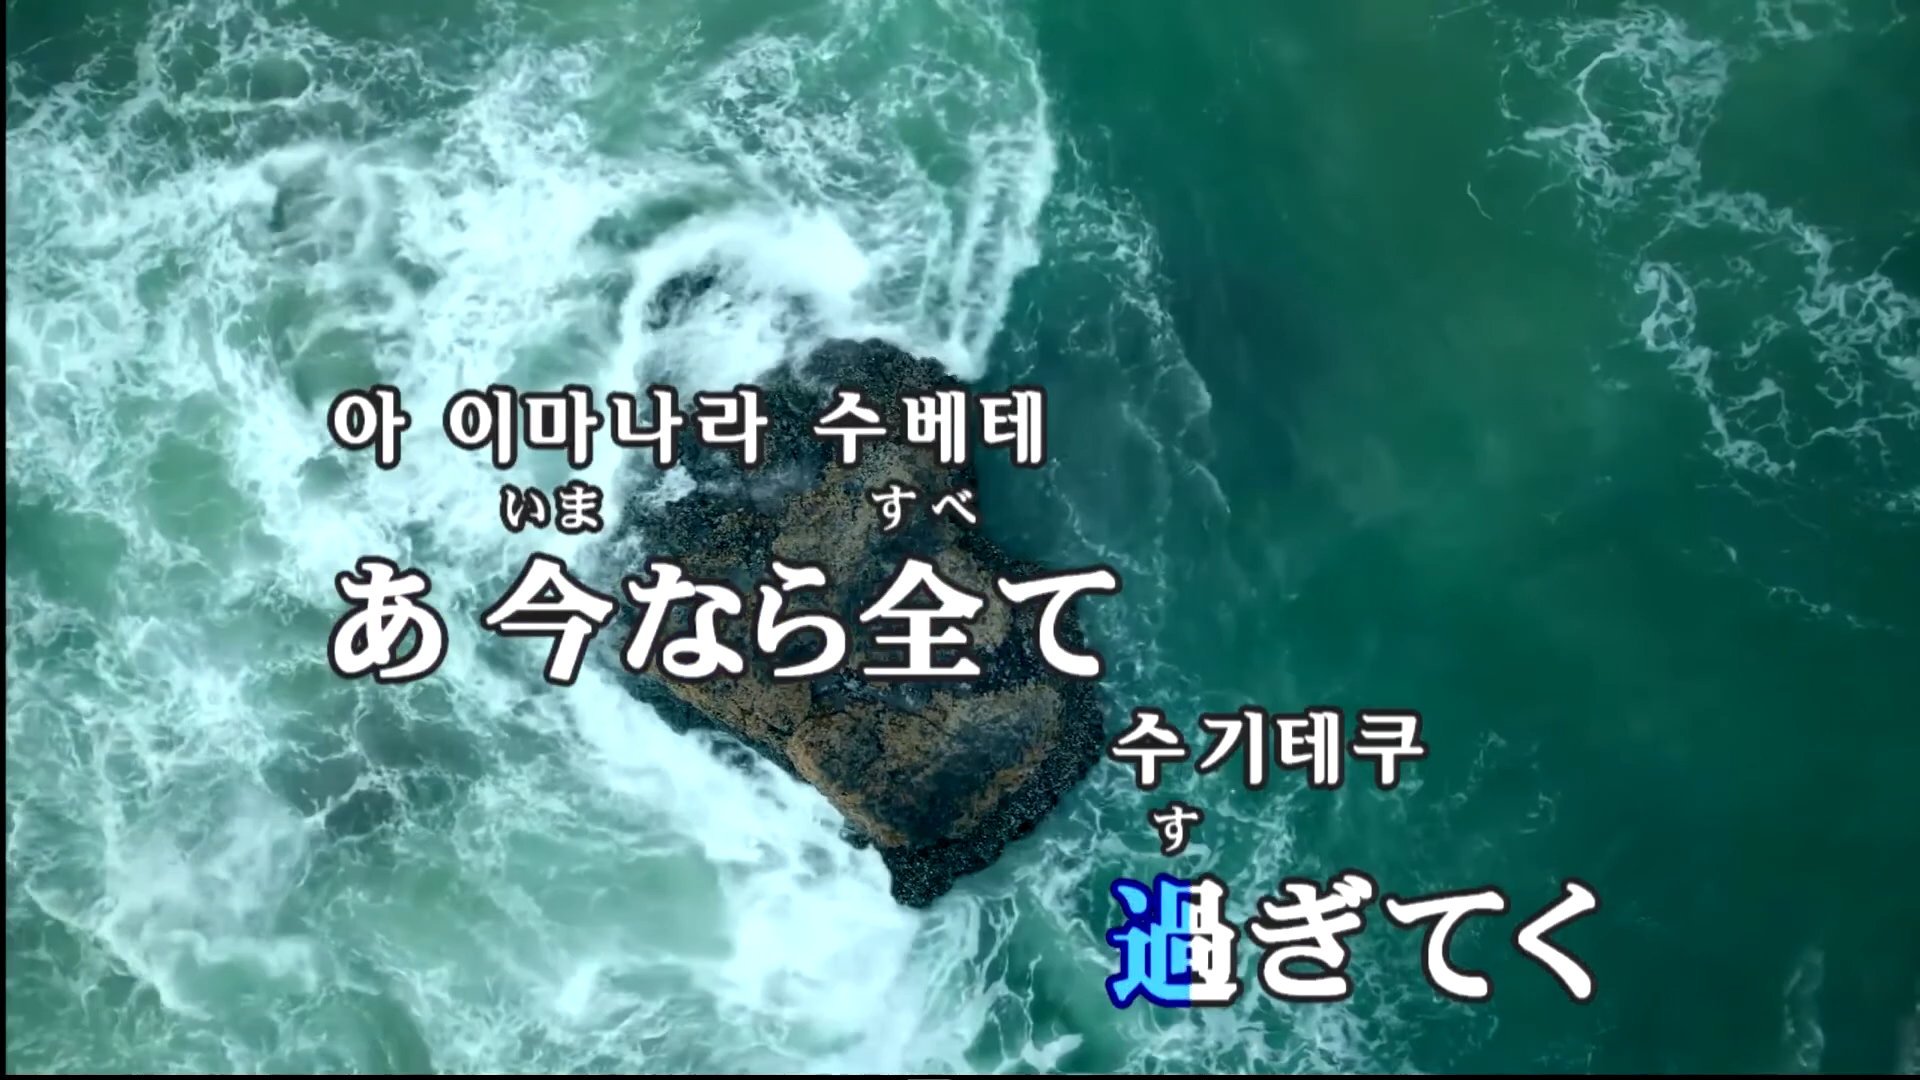 아 이마나라 수베테
いま すべ
あ 今なら全て
수기테쿠
す
過ぎてく